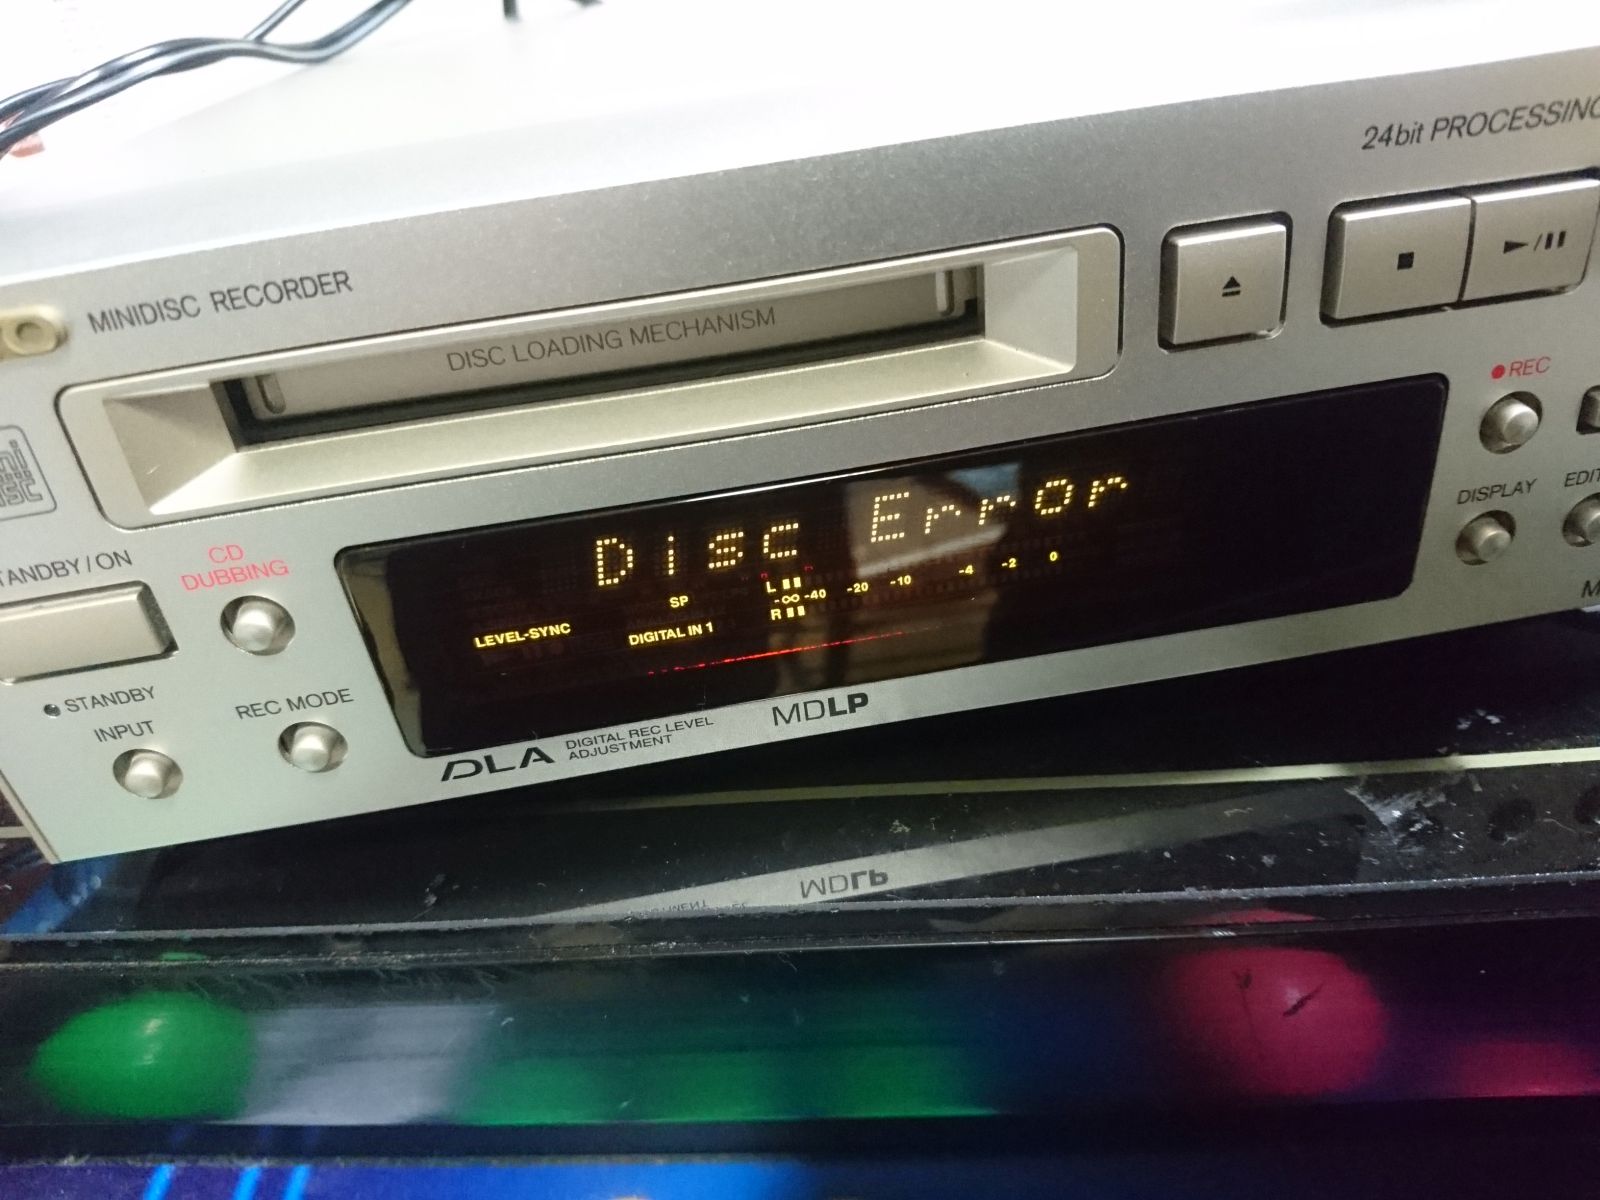 24bit PROCESSING
MINIDISC RECORDER
DISC LOADING MECHANISM
REC
DISPLAY
EDIT
STANDBY/ON
CD
DUBBING
Disc Error
SP
L
-∞ -40 -20 -10 -4 -2 0
R
LEVEL-SYNC
DIGITAL IN 1
STANDBY
INPUT
REC MODE
DLA DIGITAL REC LEVEL
ADJUSTMENT
MDLP
MDLP